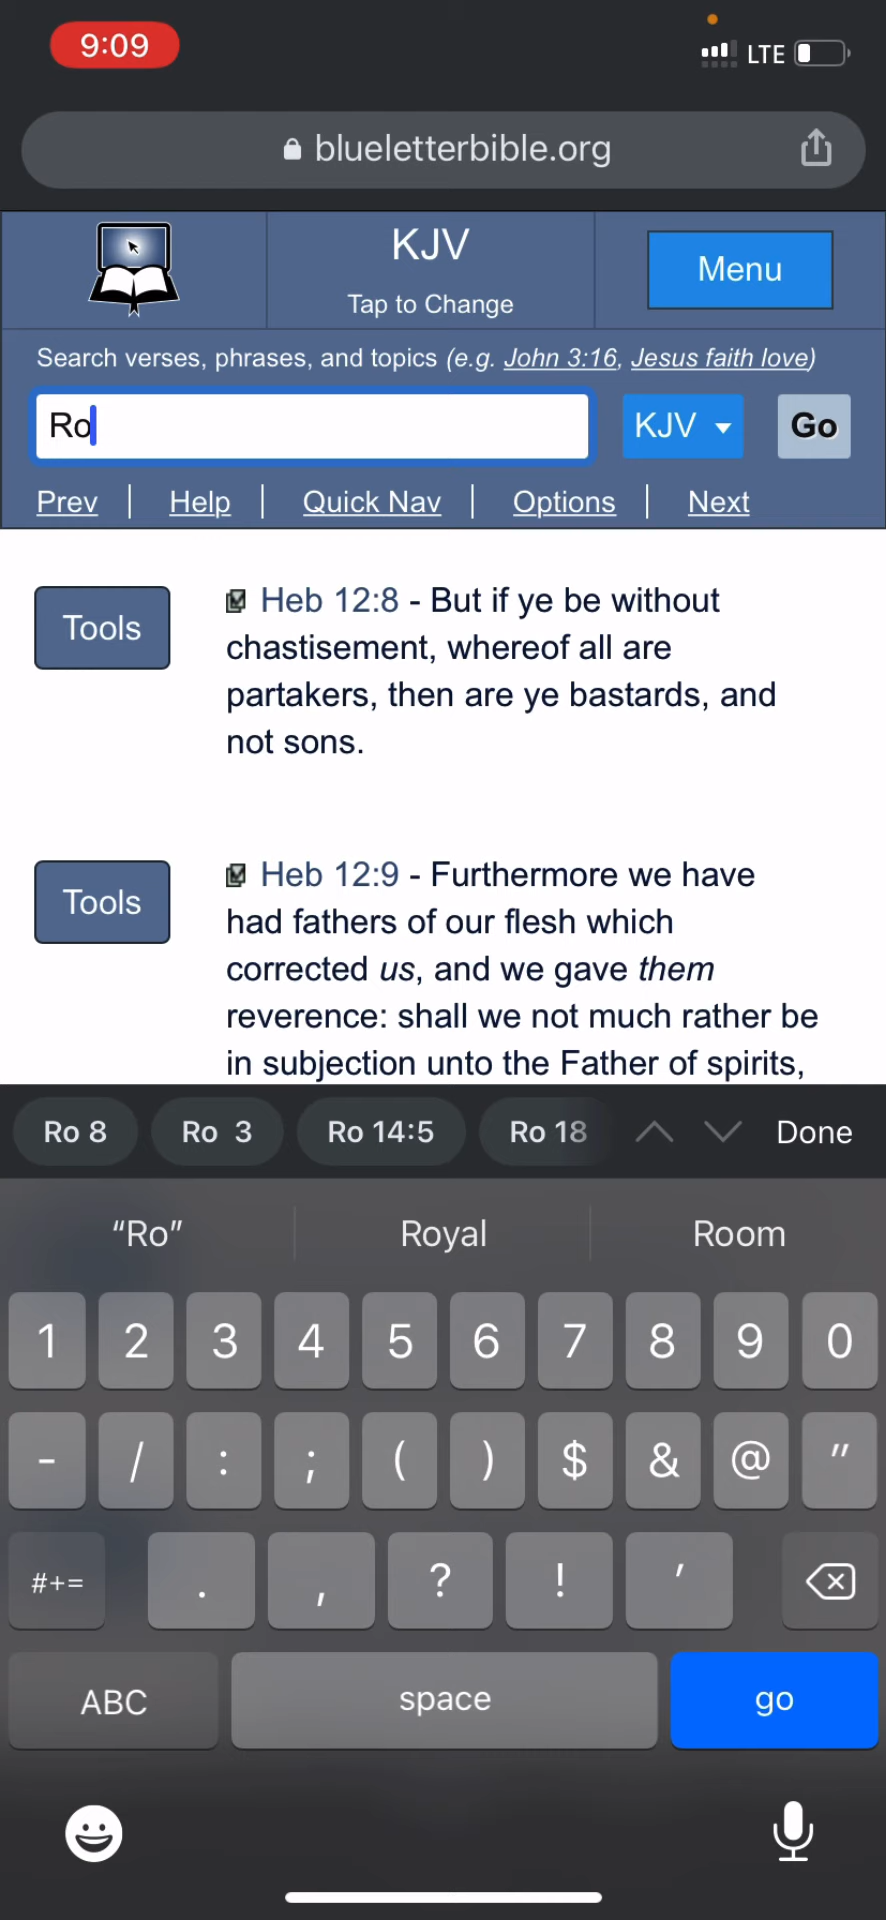 9:09
LTE
blueletterbible.org
KJV
Tap to Change
Menu
Search verses, phrases, and topics (e.g. John 3:16, Jesus faith love)
Ro
KJV
Go
Prev | Help | Quick Nav | Options | Next
Tools
Heb 12:8 - But if ye be without
chastisement, whereof all are
partakers, then are ye bastards, and
not sons.
Tools
Heb 12:9 - Furthermore we have
had fathers of our flesh which
corrected us, and we gave them
reverence: shall we not much rather be
in subjection unto the Father of spirits,
Ro 8 Ro 3 Ro 14:5 Ro 18 Done
“Ro” Royal Room
1 2 3 4 5 6 7 8 9 0
- / : ; ( ) $ & @ "
#+= . , ? ! '
ABC space go